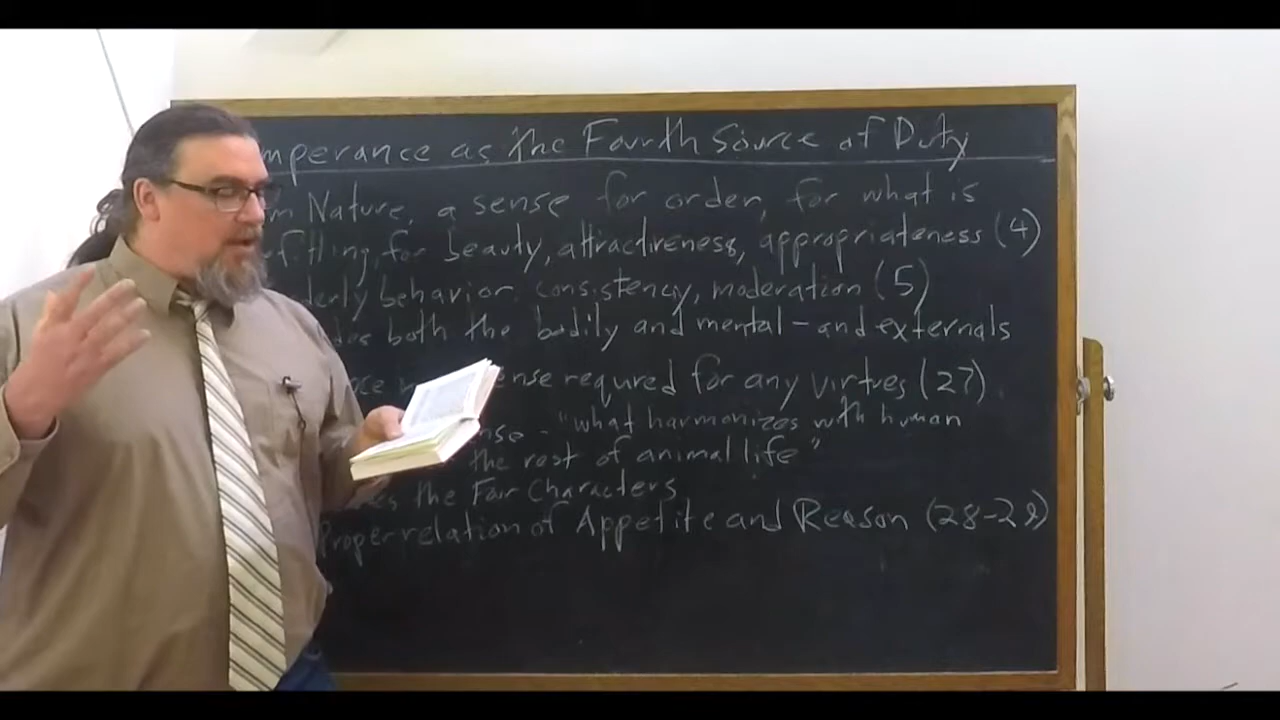 mperance as the Fourth Source of Duty
m Nature, a sense for order, for what is
fitting, for beauty, attractiveness, appropriateness (4)
derly behavior, consistency, moderation (5)
des both the bodily and mental - and externals
ense requred for any virtues (27)
nse - "what harmonizes with human
the rest of animal life"
es the Four Characters
Proper relation of Appetite and Reason (28-29)